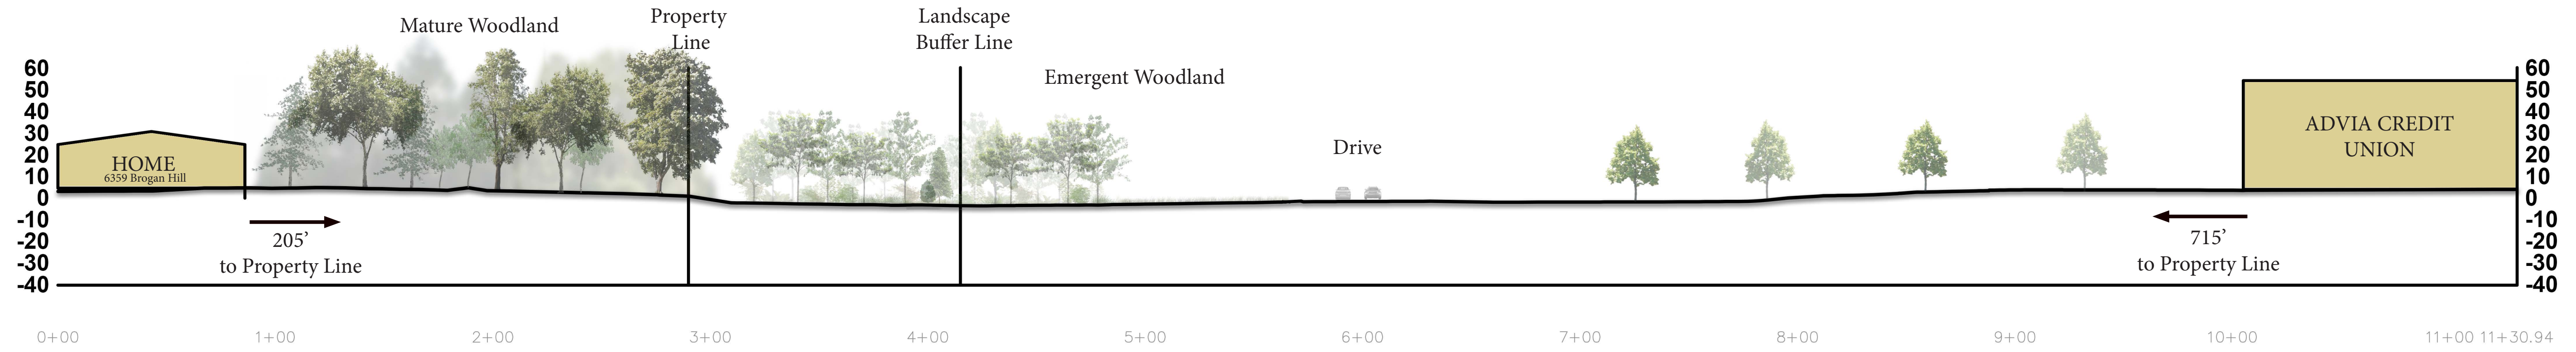 Mature Woodland
Property
Line
Landscape
Buffer Line
Emergent Woodland
60
50
40
30
20
10
0
-10
-20
-30
-40
HOME
6359 Brogan Hill
Drive
ADVIA CREDIT
UNION
60
50
40
30
20
10
0
-10
-20
-30
-40
205’
to Property Line
715’
to Property Line
0+00 1+00 2+00 3+00 4+00 5+00 6+00 7+00 8+00 9+00 10+00 11+00 11+30.94